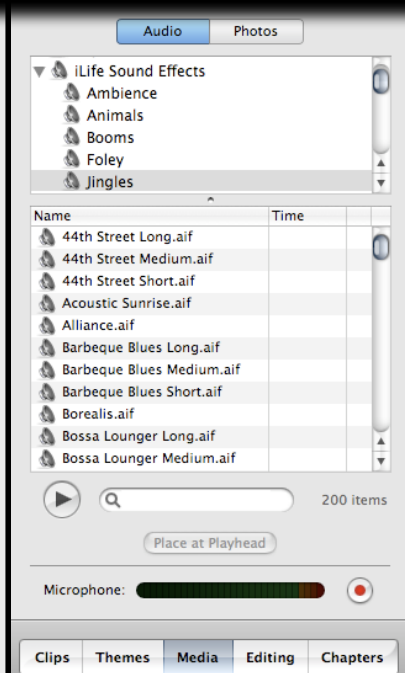 Audio Photos
iLife Sound Effects
Ambience
Animals
Booms
Foley
Jingles
Name Time
44th Street Long.aif
44th Street Medium.aif
44th Street Short.aif
Acoustic Sunrise.aif
Alliance.aif
Barbeque Blues Long.aif
Barbeque Blues Medium.aif
Barbeque Blues Short.aif
Borealis.aif
Bossa Lounger Long.aif
Bossa Lounger Medium.aif
200 items
Place at Playhead
Microphone:
Clips Themes Media Editing Chapters